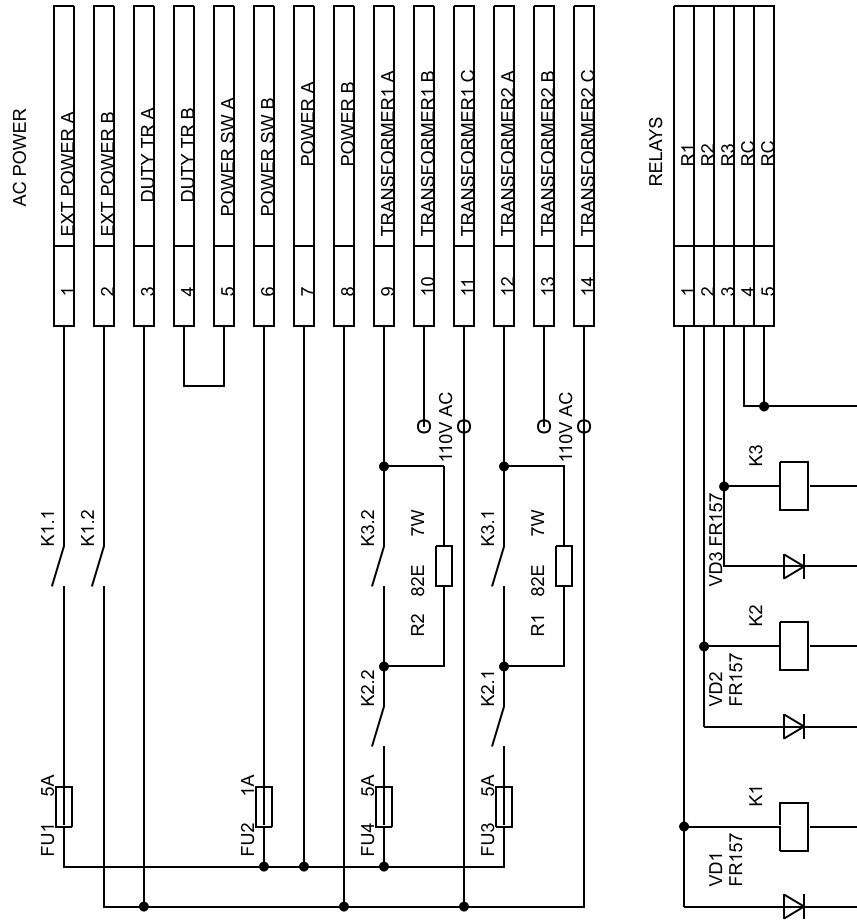 AC POWER
1 EXT POWER A
2 EXT POWER B
3 DUTY TR A
4 DUTY TR B
5 POWER SW A
6 POWER SW B
7 POWER A
8 POWER B
9 TRANSFORMER1 A
10 TRANSFORMER1 B
11 TRANSFORMER1 C
12 TRANSFORMER2 A
13 TRANSFORMER2 B
14 TRANSFORMER2 C
RELAYS
1 R1
2 R2
3 R3
4 RC
5 RC
110V AC
110V AC
K1.1
K1.2
K3.2
R2 82E 7W
K3.1
R1 82E 7W
K2.2
K2.1
FU1 5A
FU2 1A
FU4 5A
FU3 5A
K3
VD3 FR157
K2
VD2
FR157
K1
VD1
FR157